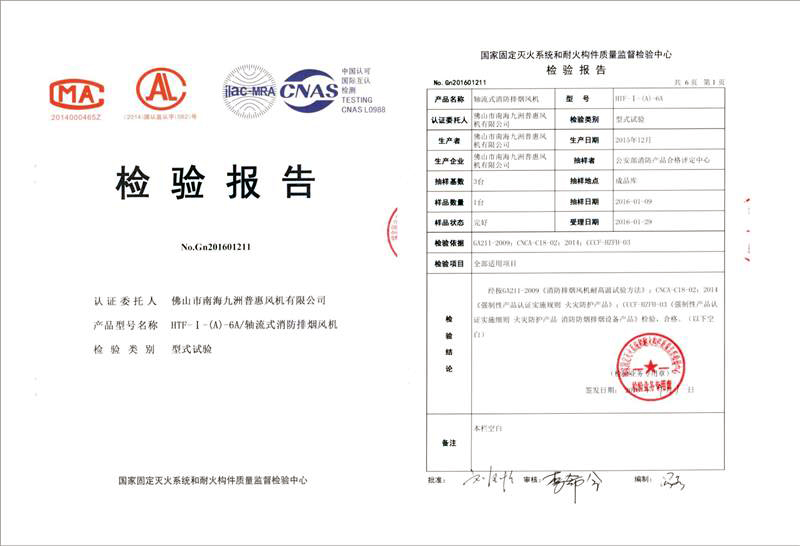 MA
2014000465Z
AL
(2014)国认监认字(082)号
ilac-MRA
CNAS
中国认可
国际互认
检测
TESTING
CNAS L0988
检验报告
No.Gn201601211
认证委托人 佛山市南海九洲普惠风机有限公司
产品型号名称 HTF-Ⅰ-(A)-6A/轴流式消防排烟风机
检验类别 型式试验
国家固定灭火系统和耐火构件质量监督检验中心
国家固定灭火系统和耐火构件质量监督检验中心
检验报告
No.Gn201601211 共 6 页 第 1 页
产品名称 轴流式消防排烟风机 型号 HTF-Ⅰ-(A)-6A
认证委托人 佛山市南海九洲普惠风
机有限公司 检验类别 型式试验
生产者 佛山市南海九洲普惠风
机有限公司 生产日期 2015年12月
生产企业 佛山市南海九洲普惠风
机有限公司 抽样者 公安部消防产品合格评定中心
抽样基数 3台 抽样地点 成品库
样品数量 1台 抽样日期 2016-01-09
样品状态 完好 受理日期 2016-01-29
检验依据 GA211-2009；CNCA-C18-02：2014；CCCF-HZFH-03
检验项目 全部适用项目
检验结论
经按GA211-2009《消防排烟风机耐高温试验方法》；CNCA-C18-02：2014
《强制性产品认证实施规则 火灾防护产品》；CCCF-HZFH-03《强制性产品认
证实施规则 火灾防护产品 消防防烟排烟设备产品》检验，合格。（以下空
白）
（检验业务专用章）
签发日期：
检验业务专用章
备注 本栏空白
批准： 审核： 编制：